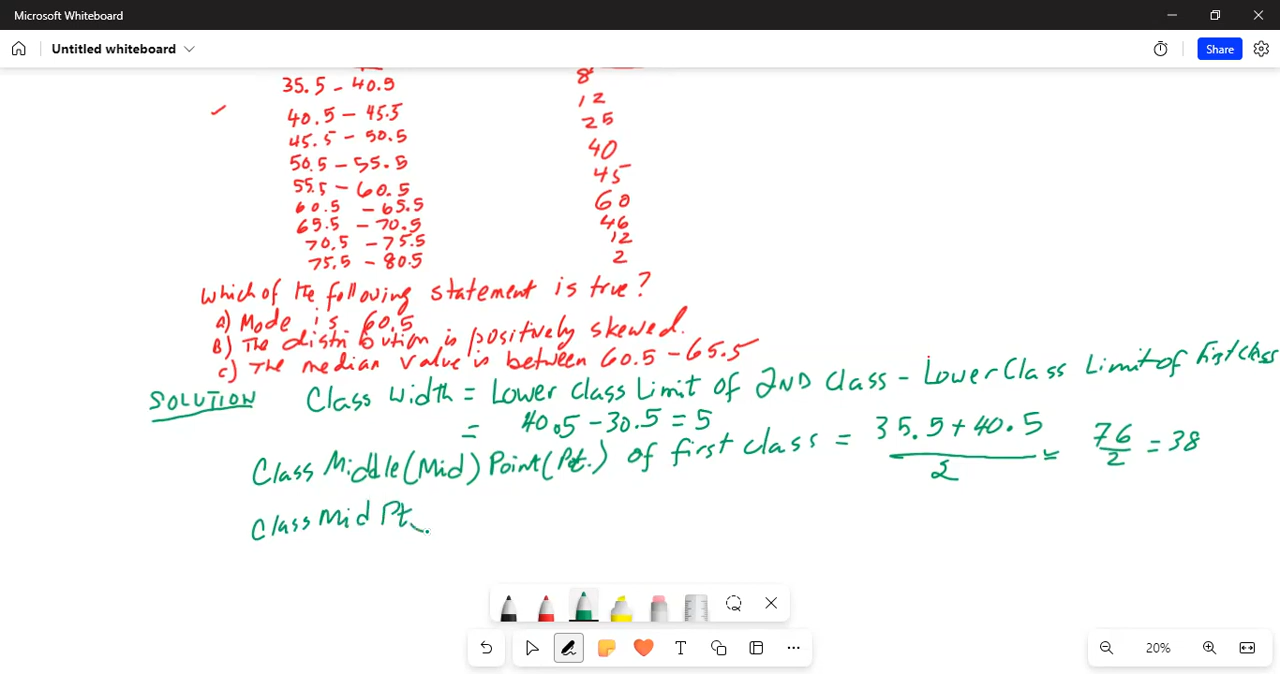 Microsoft Whiteboard
Untitled whiteboard
Share
35.5 - 40.5 8
40.5 - 45.5 12
45.5 - 50.5 25
50.5 - 55.5 40
55.5 - 60.5 45
60.5 - 65.5 60
65.5 - 70.5 46
70.5 - 75.5 12
75.5 - 80.5 2
Which of the following statement is true?
a) Mode is 60.5
B) The distribution is positively skewed.
c) The median value is between 60.5 - 65.5
SOLUTION Class Width = Lower Class Limit of 2ND Class - Lower Class Limit of First Class
= 40.5 - 30.5 = 5
Class Middle (Mid) Point (Pt.) of first class = 35.5 + 40.5 / 2 = 76 / 2 = 38
Class Mid Pt.
20%